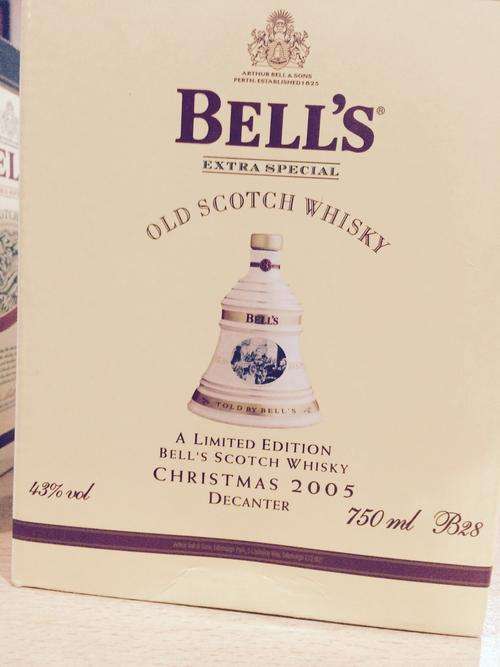 ARTHUR BELL & SONS
PERTH. ESTABLISHED 1825
BELL'S®
EXTRA SPECIAL
OLD SCOTCH WHISKY
BELL'S
TOLD BY BELL'S
A LIMITED EDITION
BELL'S SCOTCH WHISKY
CHRISTMAS 2005
DECANTER
43% vol
750 ml B28
EL